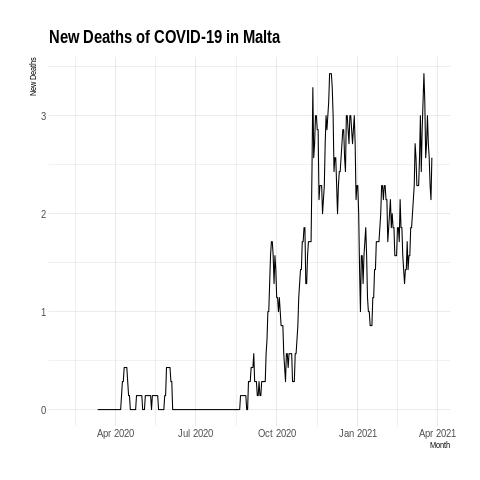 New Deaths of COVID-19 in Malta
New Deaths
3
2
1
0
Apr 2020 Jul 2020 Oct 2020 Jan 2021 Apr 2021
Month